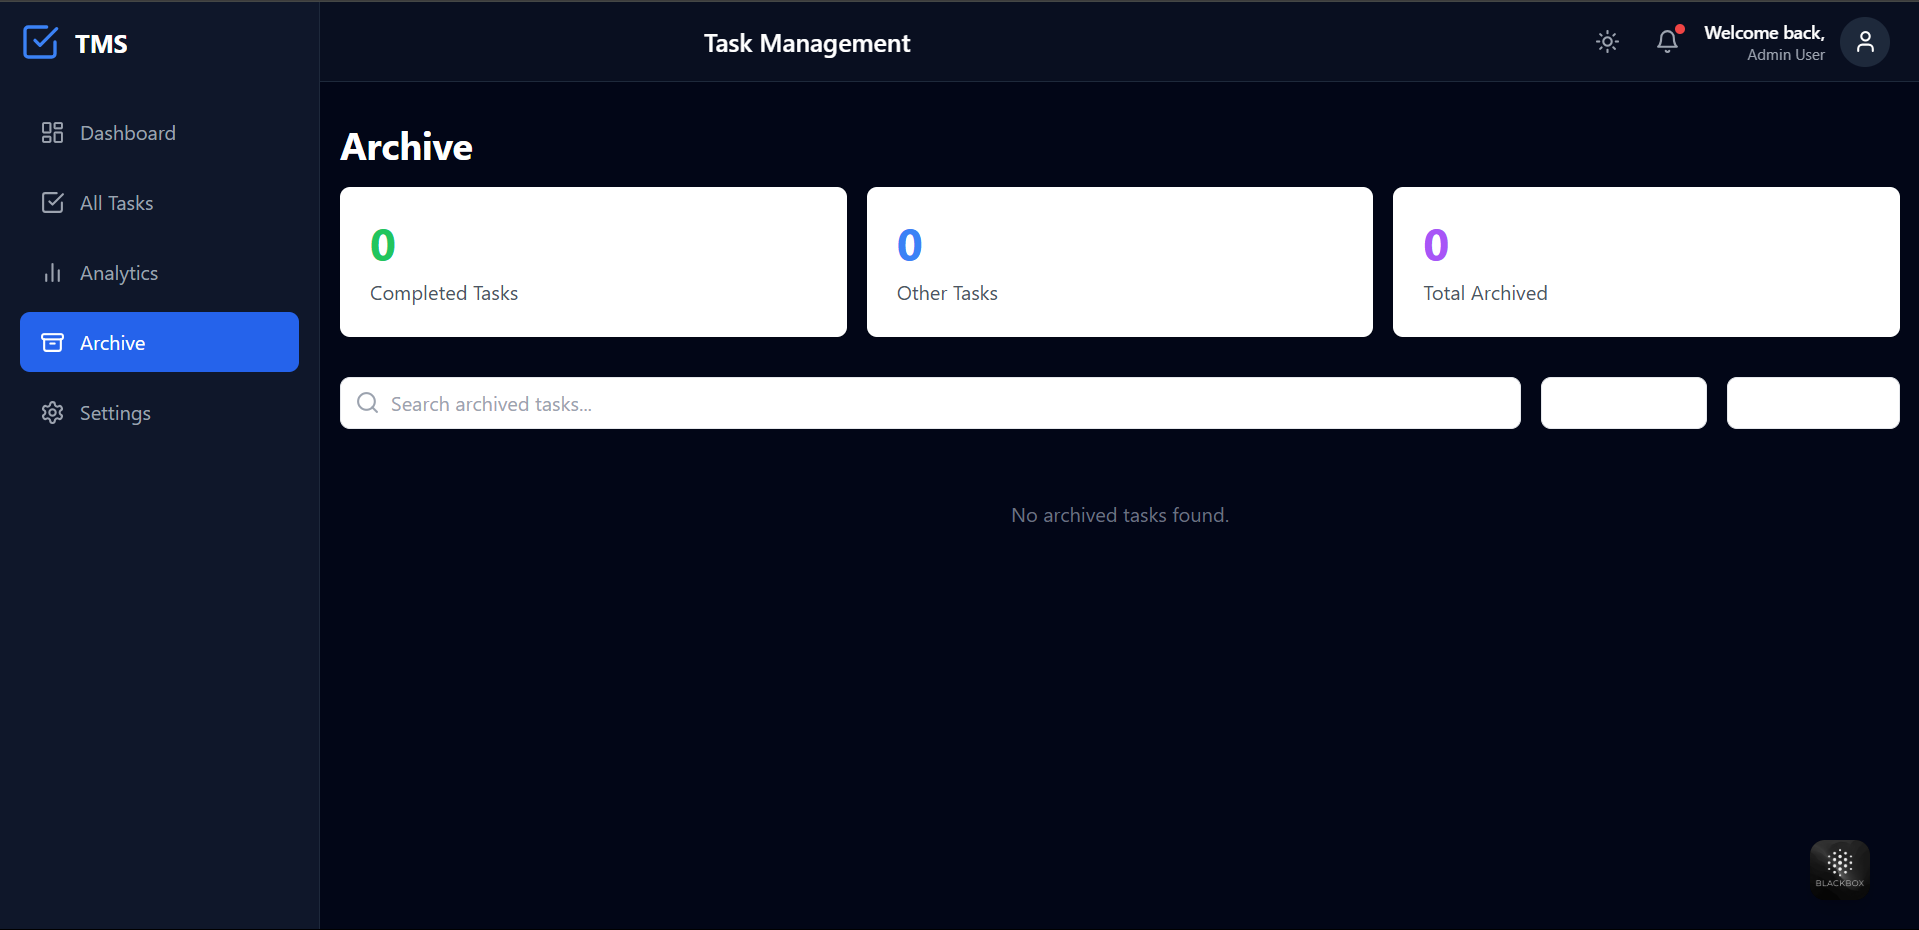 TMS
Task Management
Welcome back,
Admin User
Dashboard
All Tasks
Analytics
Archive
Settings
Archive
0
Completed Tasks
0
Other Tasks
0
Total Archived
Search archived tasks...
No archived tasks found.
BLACKBOX